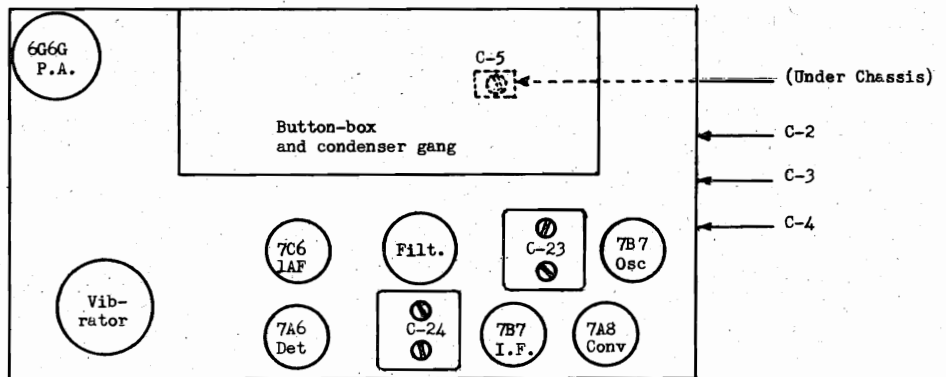 6G6G
P.A.
C-5
(Under Chassis)
Button-box
and condenser gang
C-2
C-3
C-4
7C6
1AF
Filt.
C-23
7B7
Osc
Vib-
rator
7A6
Det
C-24
7B7
I.F.
7A8
Conv